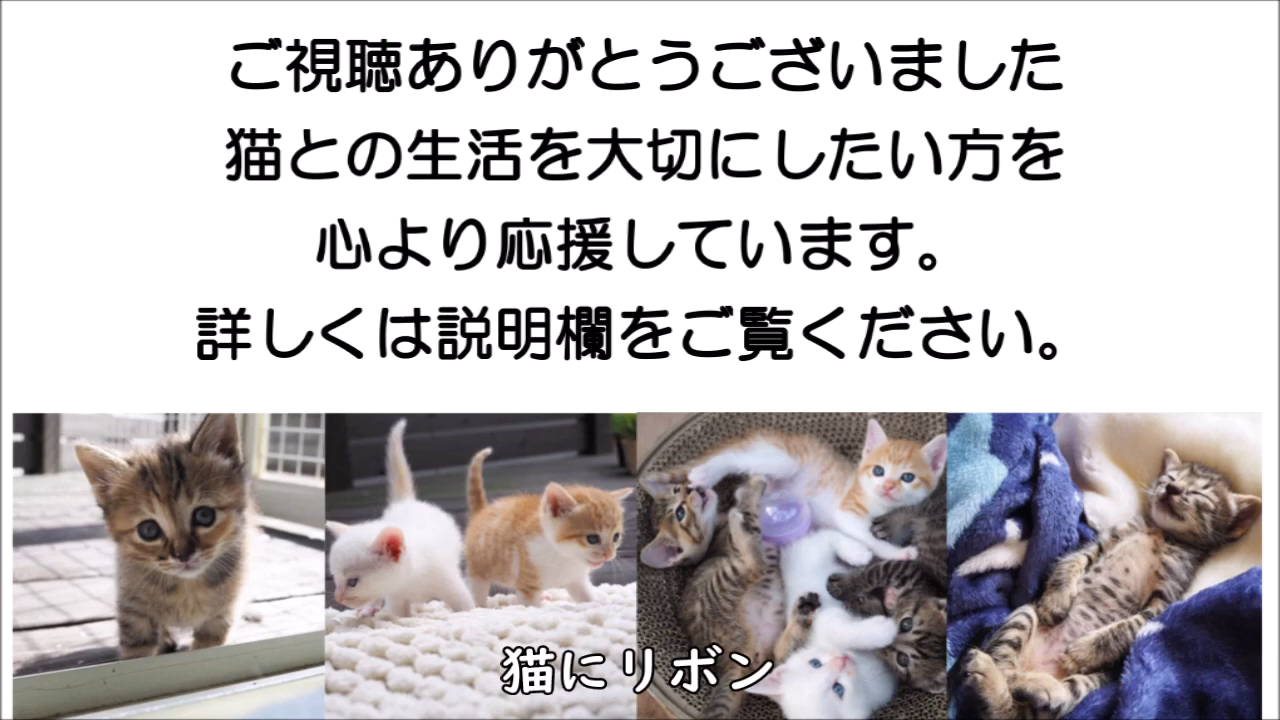 ご視聴ありがとうございました
猫との生活を大切にしたい方を
心より応援しています。
詳しくは説明欄をご覧ください。
猫にリボン